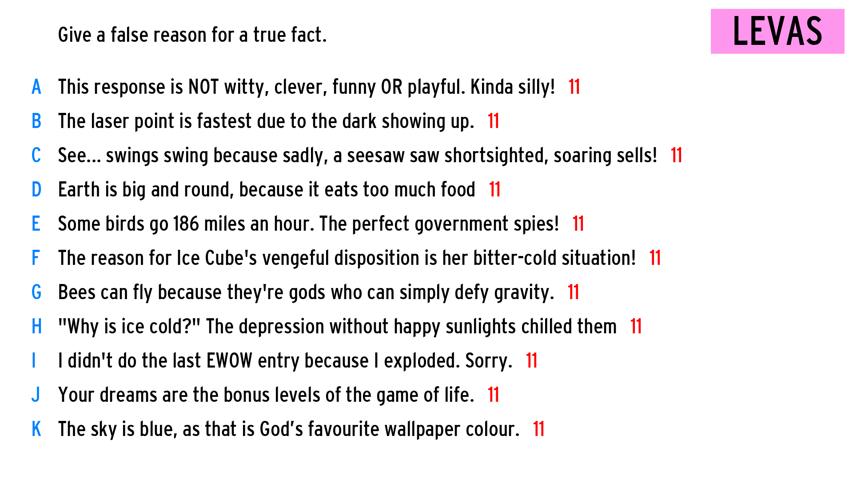 LEVAS
Give a false reason for a true fact.
A This response is NOT witty, clever, funny OR playful. Kinda silly! 11
B The laser point is fastest due to the dark showing up. 11
C See... swings swing because sadly, a seesaw saw shortsighted, soaring sells! 11
D Earth is big and round, because it eats too much food 11
E Some birds go 186 miles an hour. The perfect government spies! 11
F The reason for Ice Cube's vengeful disposition is her bitter-cold situation! 11
G Bees can fly because they're gods who can simply defy gravity. 11
H "Why is ice cold?" The depression without happy sunlights chilled them 11
I I didn't do the last EWOW entry because I exploded. Sorry. 11
J Your dreams are the bonus levels of the game of life. 11
K The sky is blue, as that is God’s favourite wallpaper colour. 11